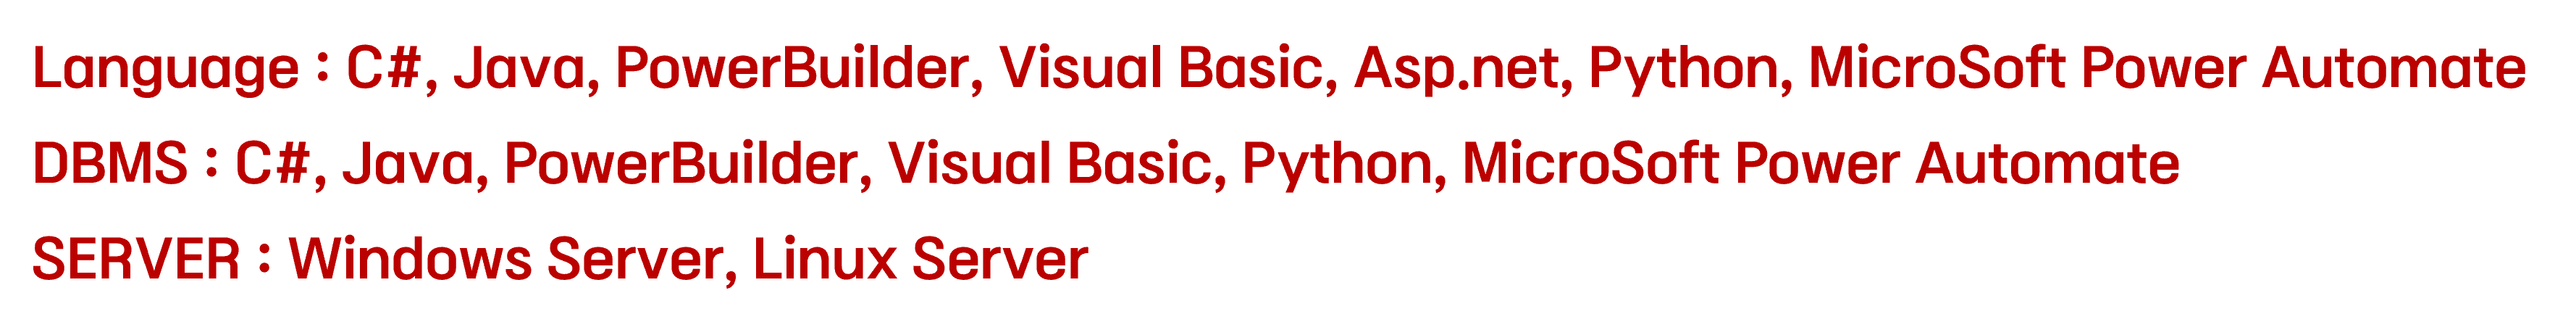 Language : C#, Java, PowerBuilder, Visual Basic, Asp.net, Python, MicroSoft Power Automate
DBMS : C#, Java, PowerBuilder, Visual Basic, Python, MicroSoft Power Automate
SERVER : Windows Server, Linux Server